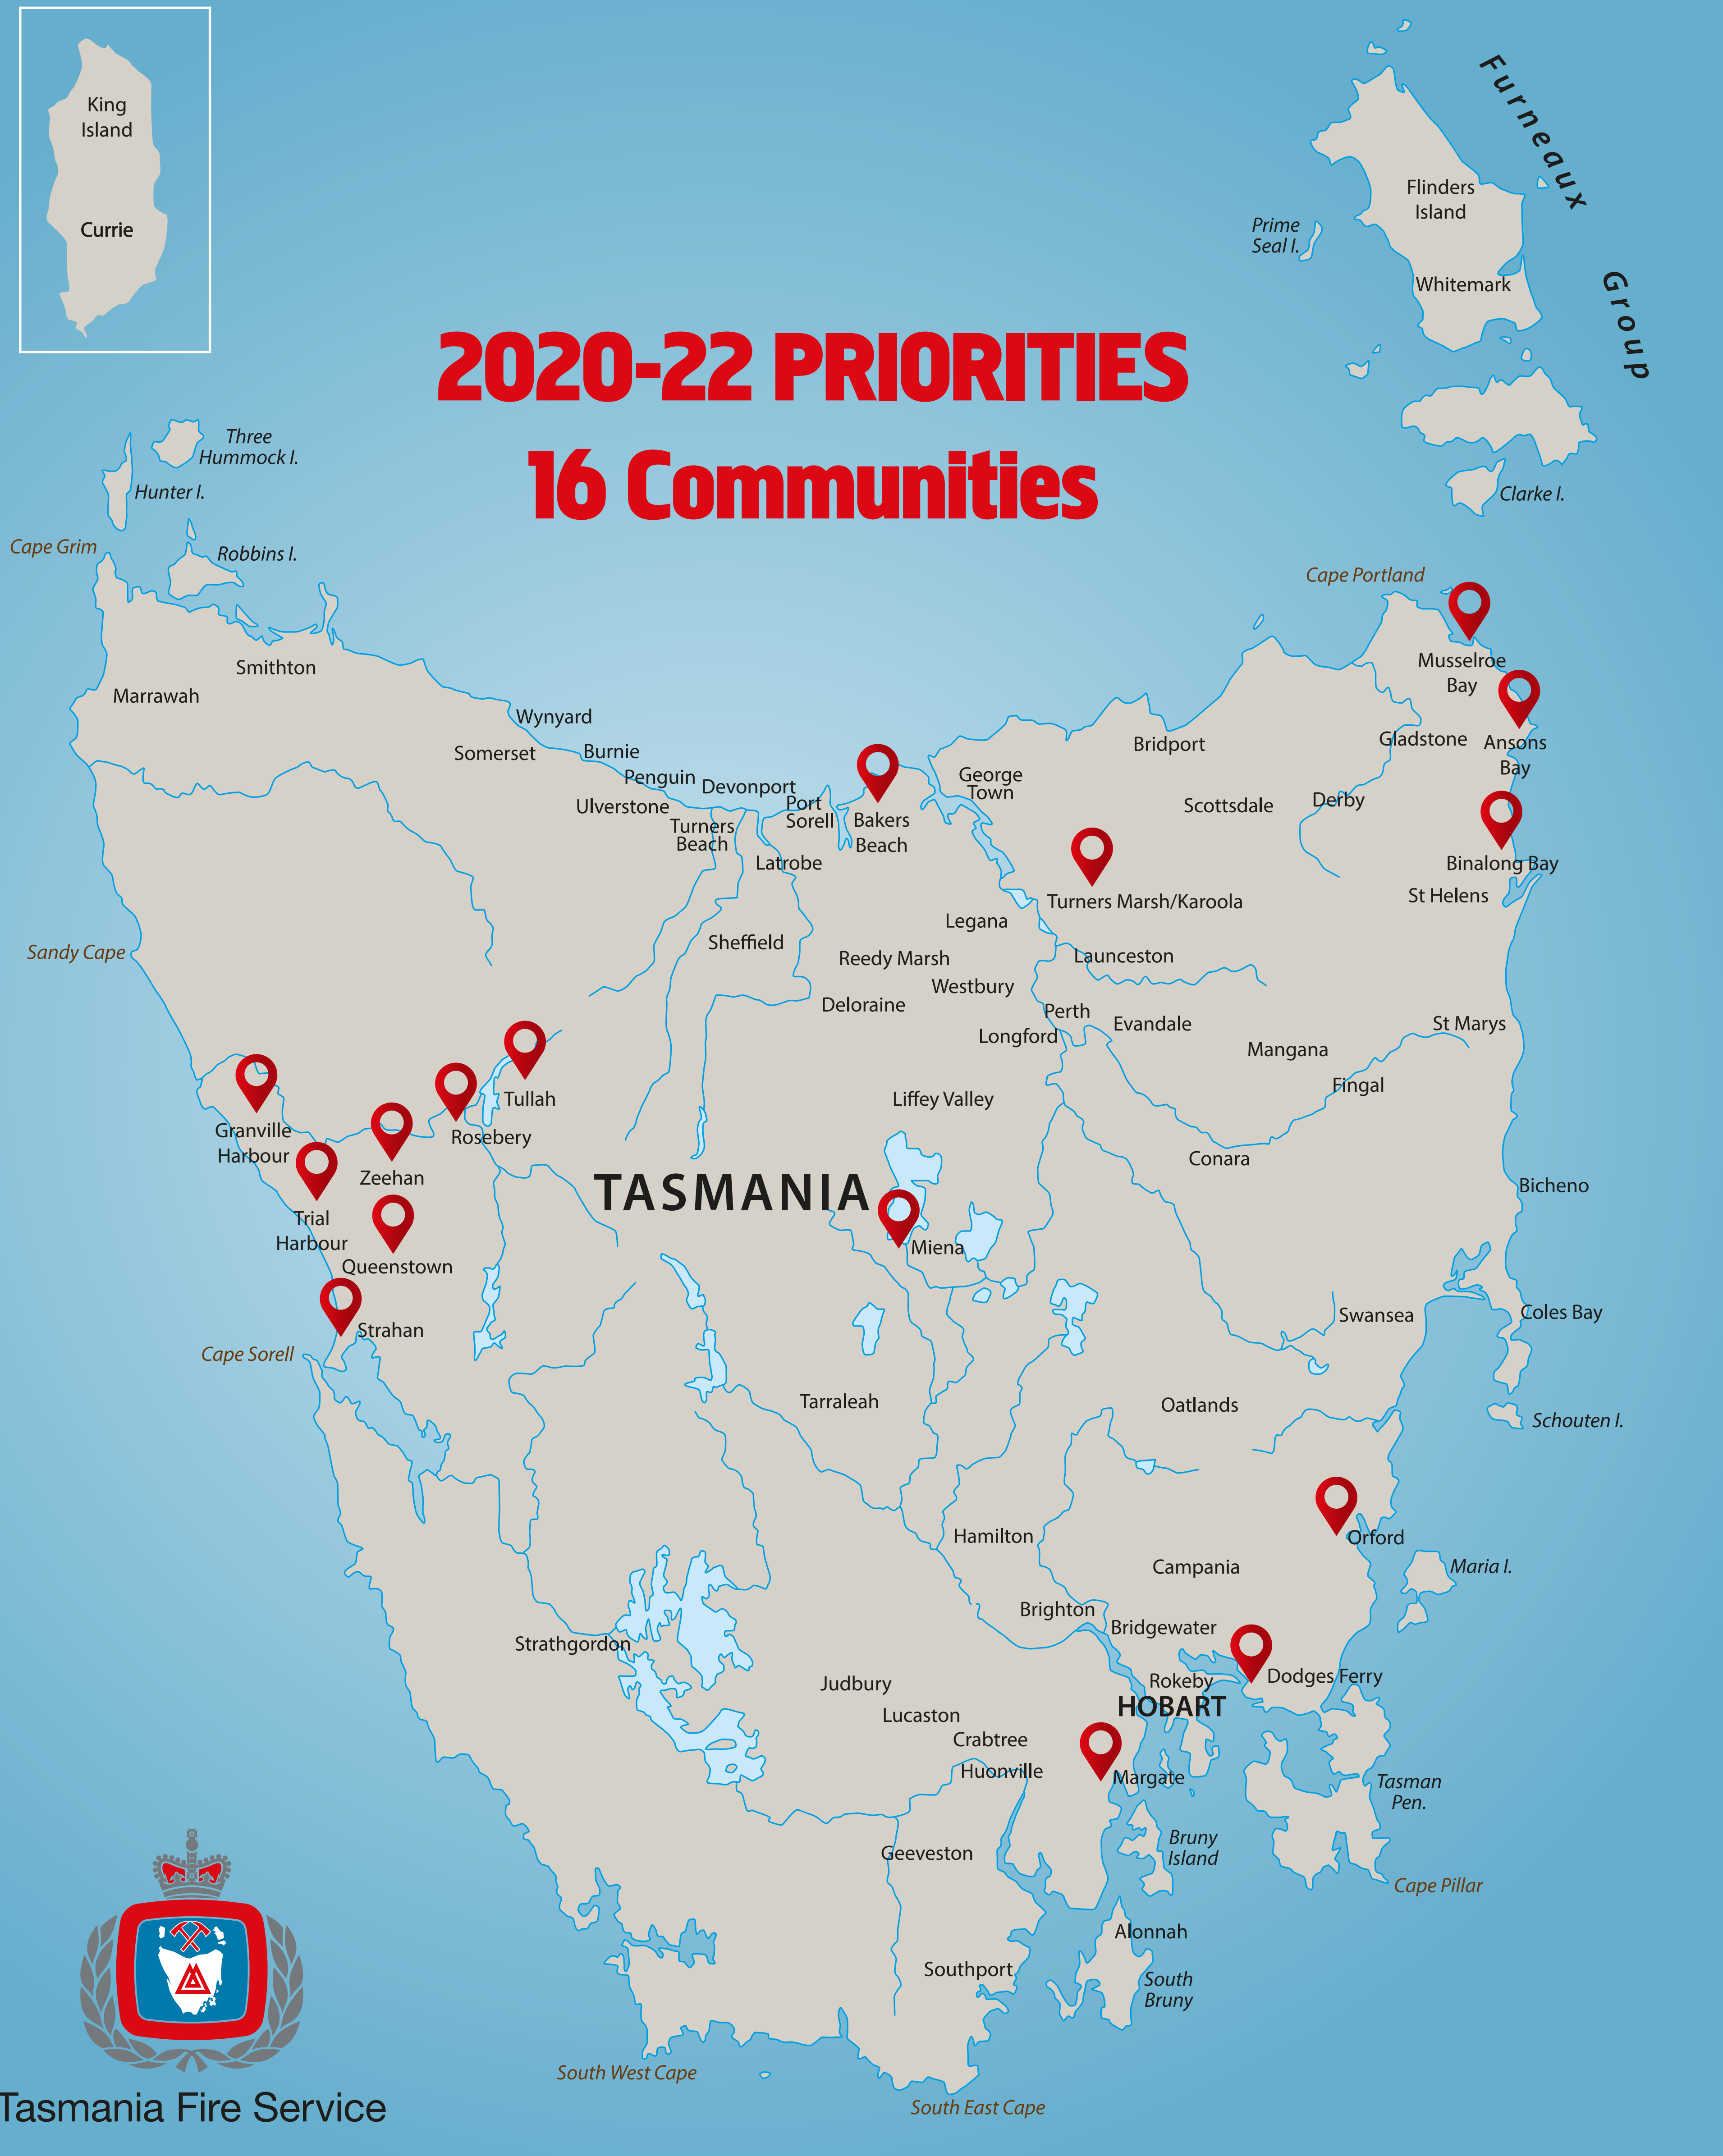 King
Island
Currie
Furneaux
Group
Flinders
Island
Prime
Seal I.
Whitemark
Clarke I.
2020-22 PRIORITIES
16 Communities
Three
Hummock I.
Hunter I.
Robbins I.
Cape Grim
Cape Portland
Smithton
Marrawah
Wynyard
Somerset
Burnie
Penguin
Ulverstone
Devonport
Turners
Beach
Port
Sorell
Latrobe
Bakers
Beach
George
Town
Bridport
Musselroe
Bay
Gladstone
Ansons
Bay
Scottsdale
Derby
Binalong Bay
St Helens
Turners Marsh/Karoola
Legana
Sheffield
Reedy Marsh
Launceston
Sandy Cape
Westbury
Deloraine
Perth
Evandale
Longford
St Marys
Mangana
Fingal
Tullah
Liffey Valley
Granville
Harbour
Rosebery
Zeehan
Conara
TASMANIA
Bicheno
Trial
Harbour
Miena
Queenstown
Strahan
Swansea
Coles Bay
Cape Sorell
Tarraleah
Oatlands
Schouten I.
Hamilton
Orford
Campania
Maria I.
Brighton
Bridgewater
Strathgordon
Judbury
Rokeby
Dodges Ferry
HOBART
Lucaston
Crabtree
Huonville
Margate
Tasman
Pen.
Bruny
Island
Geeveston
Cape Pillar
Alonnah
Southport
South
Bruny
South West Cape
South East Cape
Tasmania Fire Service